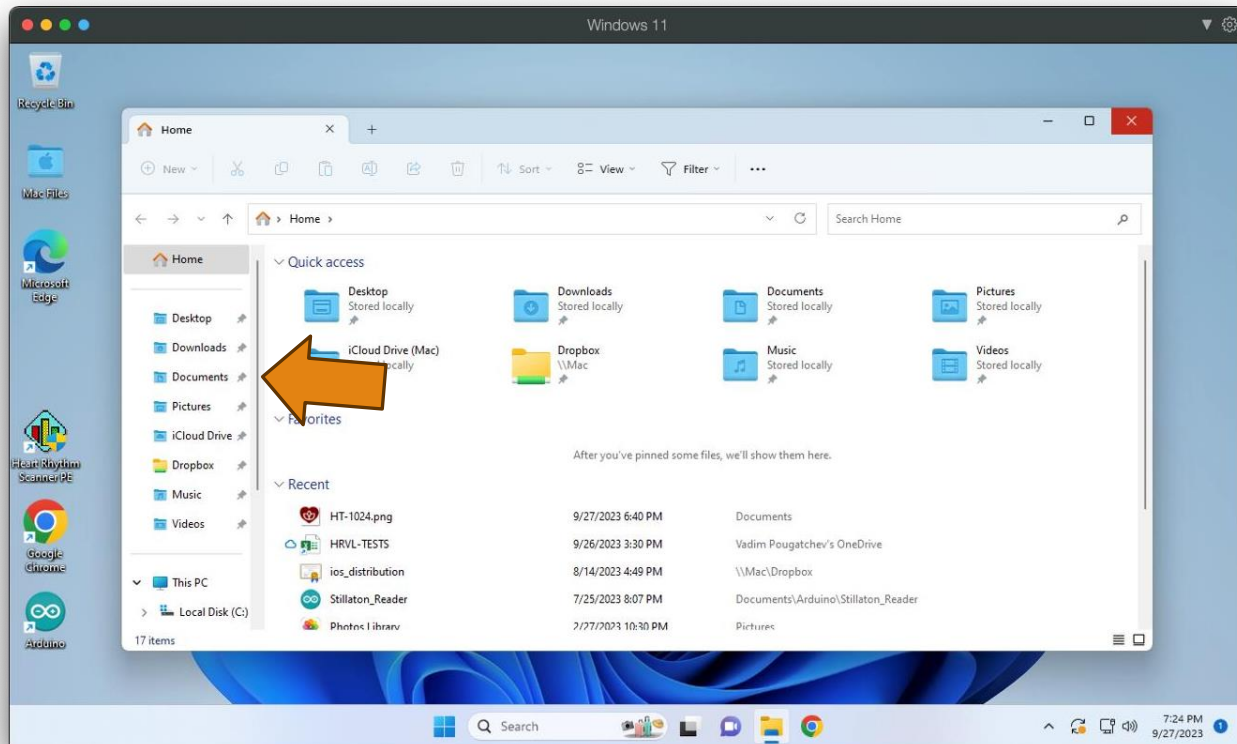 Windows 11
Recycle Bin
Mac Files
Microsoft
Edge
Heart Rhythm
Scanner PE
Google
Chrome
Arduino
Home
New
Sort
View
Filter
Home
Search Home
Home
Desktop
Downloads
Documents
Pictures
iCloud Drive
Dropbox
Music
Videos
This PC
Local Disk (C:)
Quick access
Desktop
Stored locally
Downloads
Stored locally
Documents
Stored locally
Pictures
Stored locally
iCloud Drive (Mac)
locally
Dropbox
\\Mac
Music
Stored locally
Videos
Stored locally
Favorites
After you've pinned some files, we'll show them here.
Recent
HT-1024.png 9/27/2023 6:40 PM Documents
HRVL-TESTS 9/26/2023 3:30 PM Vadim Pougatchev's OneDrive
ios_distribution 8/14/2023 4:49 PM \\Mac\Dropbox
Stillaton_Reader 7/25/2023 8:07 PM Documents\Arduino\Stillaton_Reader
Photos Library 2/27/2023 10:30 PM Pictures
17 items
Search
7:24 PM
9/27/2023
1